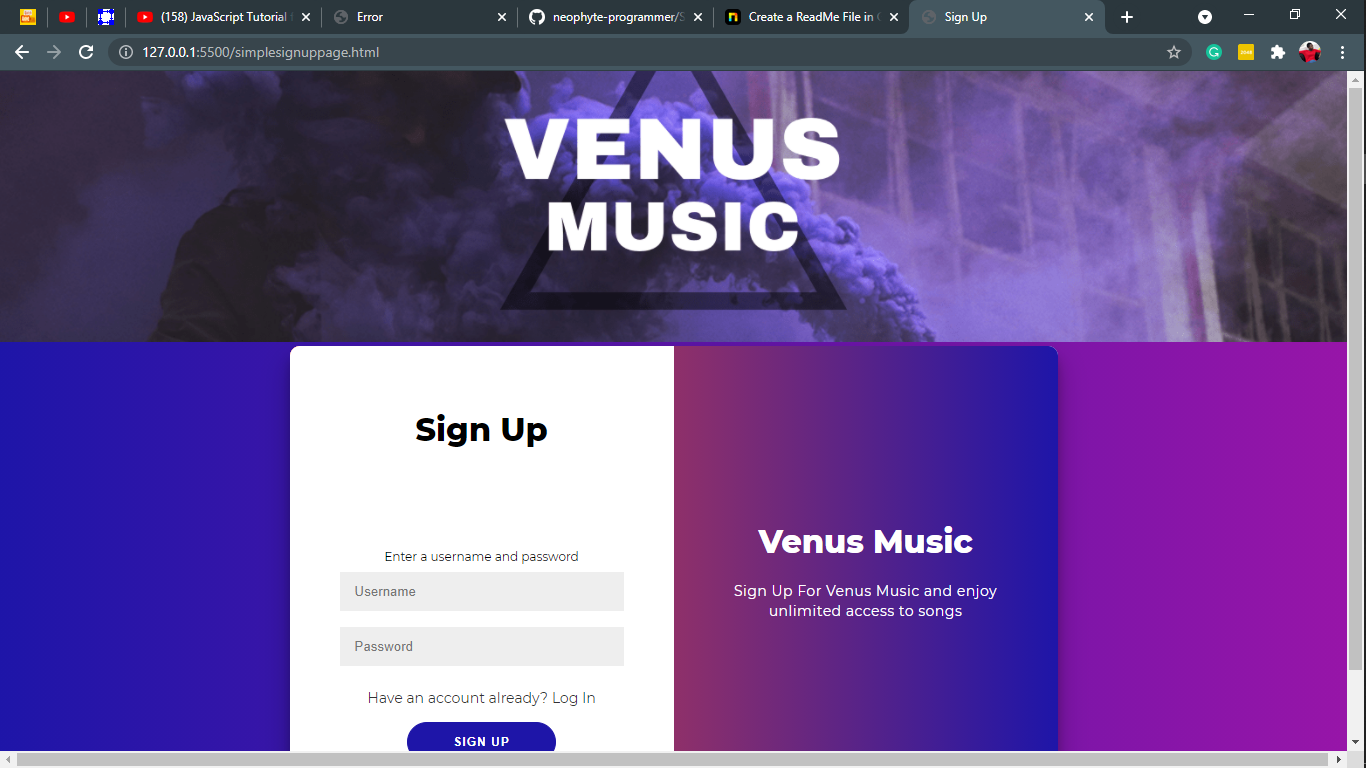 (158) JavaScript Tutorial
Error
neophyte-programmer/S
Create a ReadMe File in
Sign Up
127.0.0.1:5500/simplesignuppage.html
VENUS
MUSIC
Sign Up
Enter a username and password
Username
Password
Have an account already? Log In
SIGN UP
Venus Music
Sign Up For Venus Music and enjoy
unlimited access to songs